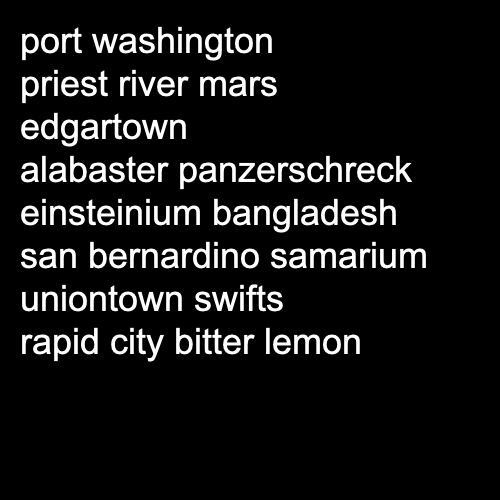 port washington
priest river mars
edgartown
alabaster panzerschreck
einsteinium bangladesh
san bernardino samarium
uniontown swifts
rapid city bitter lemon